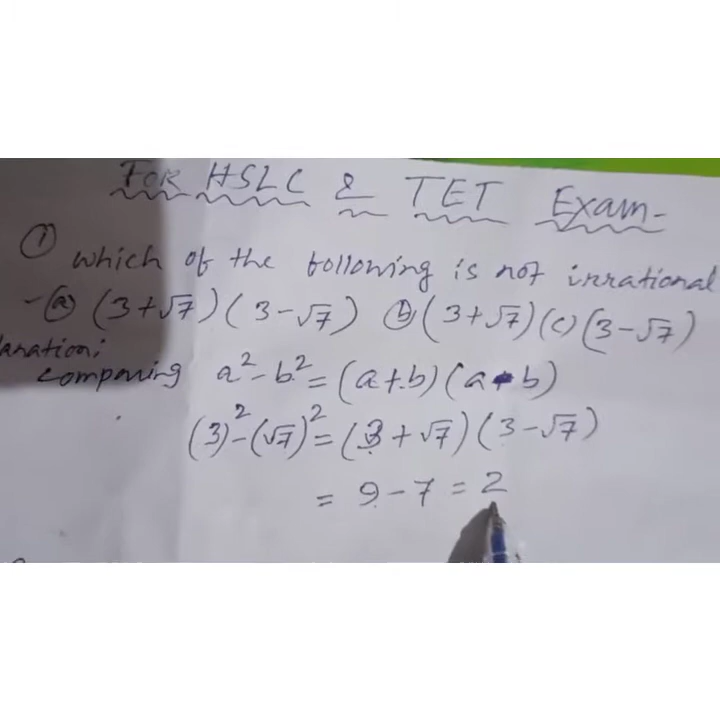 FOR HSLC & TET Exam-
① which of the following is not irrational
(a) (3+√7)(3-√7) (b) (3+√7) (c) (3-√7)
lanation:
comparing a²-b²=(a+b)(a-b)
(3)²-(√7)²=(3+√7)(3-√7)
= 9-7=2